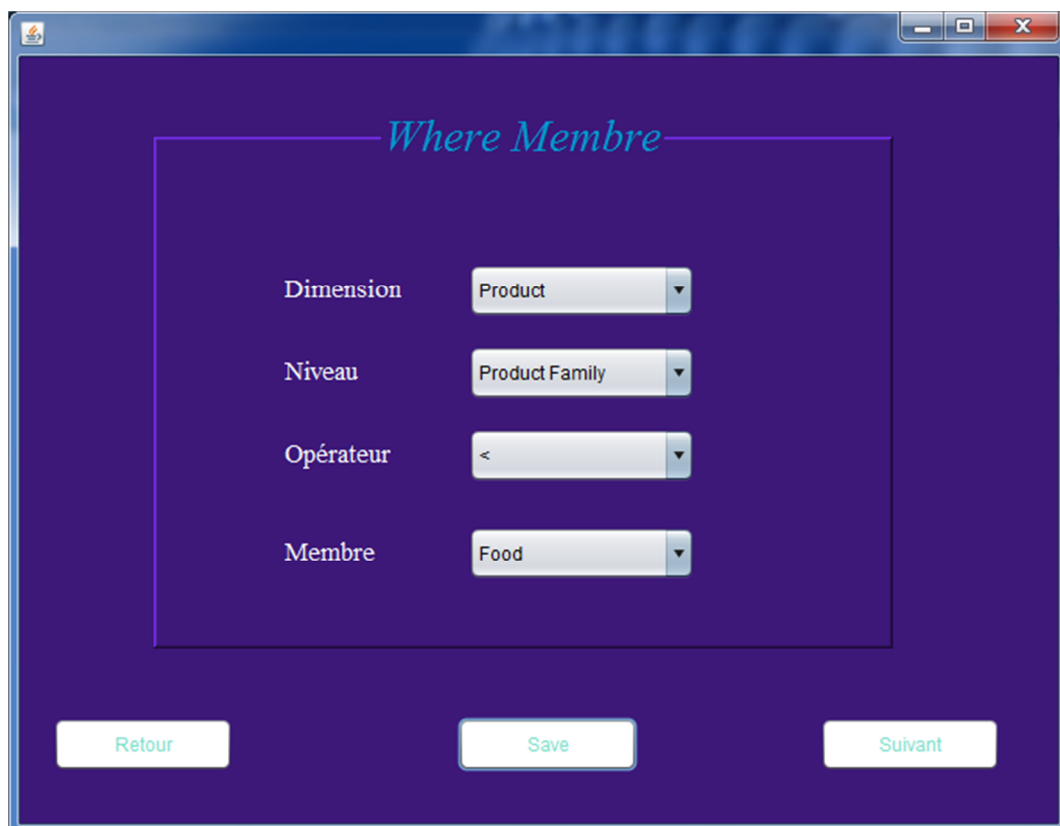 Where Membre
Dimension Product
Niveau Product Family
Opérateur <
Membre Food
Retour Save Suivant